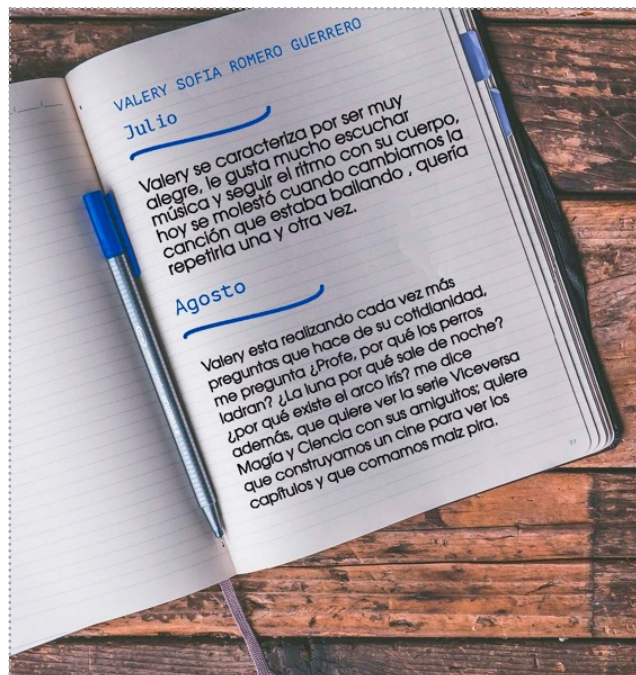 VALERY SOFIA ROMERO GUERRERO
Julio
Valery se caracteriza por ser muy
alegre, le gusta mucho escuchar
música y seguir el ritmo con su cuerpo,
hoy se molestó cuando cambiamos la
canción que estaba bailando , quería
repetirla una y otra vez.
Agosto
Valery esta realizando cada vez más
preguntas que hace de su cotidianidad,
me pregunta ¿Profe, por qué los perros
ladran? ¿La luna por qué sale de noche?
¿por qué existe el arco iris? me dice
además, que quiere ver la serie Viceversa
Magía y Ciencia con sus amiguitos; quiere
que construyamos un cine para ver los
capítulos y que comamos maíz pira.